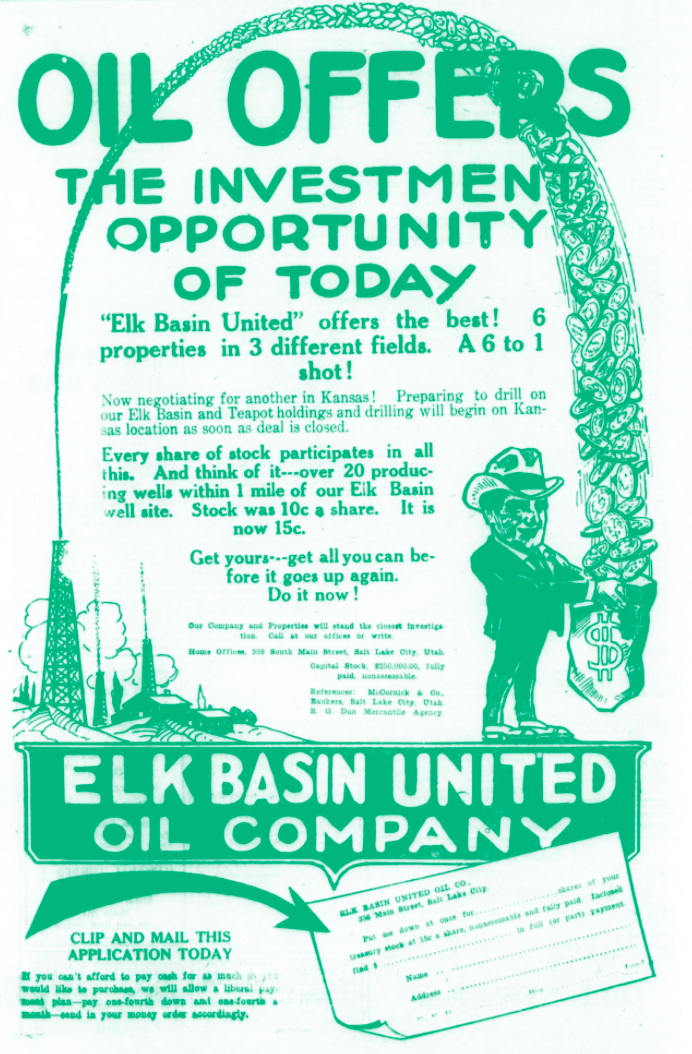 OIL OFFERS
THE INVESTMENT
OPPORTUNITY
OF TODAY
"Elk Basin United" offers the best! 6
properties in 3 different fields. A 6 to 1
shot!
Now negotiating for another in Kansas! Preparing to drill on
our Elk Basin and Teapot holdings and drilling will begin on Kan-
sas location as soon as deal is closed.
Every share of stock participates in all
this. And think of it---over 20 produc-
ing wells within 1 mile of our Elk Basin
well site. Stock was 10c a share. It is
now 15c.
Get yours---get all you can be-
fore it goes up again.
Do it now!
Our Company and Properties will stand the closest investiga-
tion. Call at our offices or write.
Home Offices, 336 South Main Street, Salt Lake City, Utah.
Capital Stock, $250,000.00, fully
paid, nonassessable.
References: McCornick & Co.,
Bankers, Salt Lake City, Utah.
R. G. Dun Mercantile Agency.
$
ELK BASIN UNITED
OIL COMPANY
CLIP AND MAIL THIS
APPLICATION TODAY
If you can't afford to pay cash for as much as you
would like to purchase, we will allow a liberal pay-
ment plan—pay one-fourth down and one-fourth a
month—send in your money order accordingly.
ELK BASIN UNITED OIL CO.,
336 Main Street, Salt Lake City.
Put me down at once for shares of your
treasury stock at 15c a share, nonassessable and fully paid. Inclosed
find $ in full (or part) payment.
Name
Address